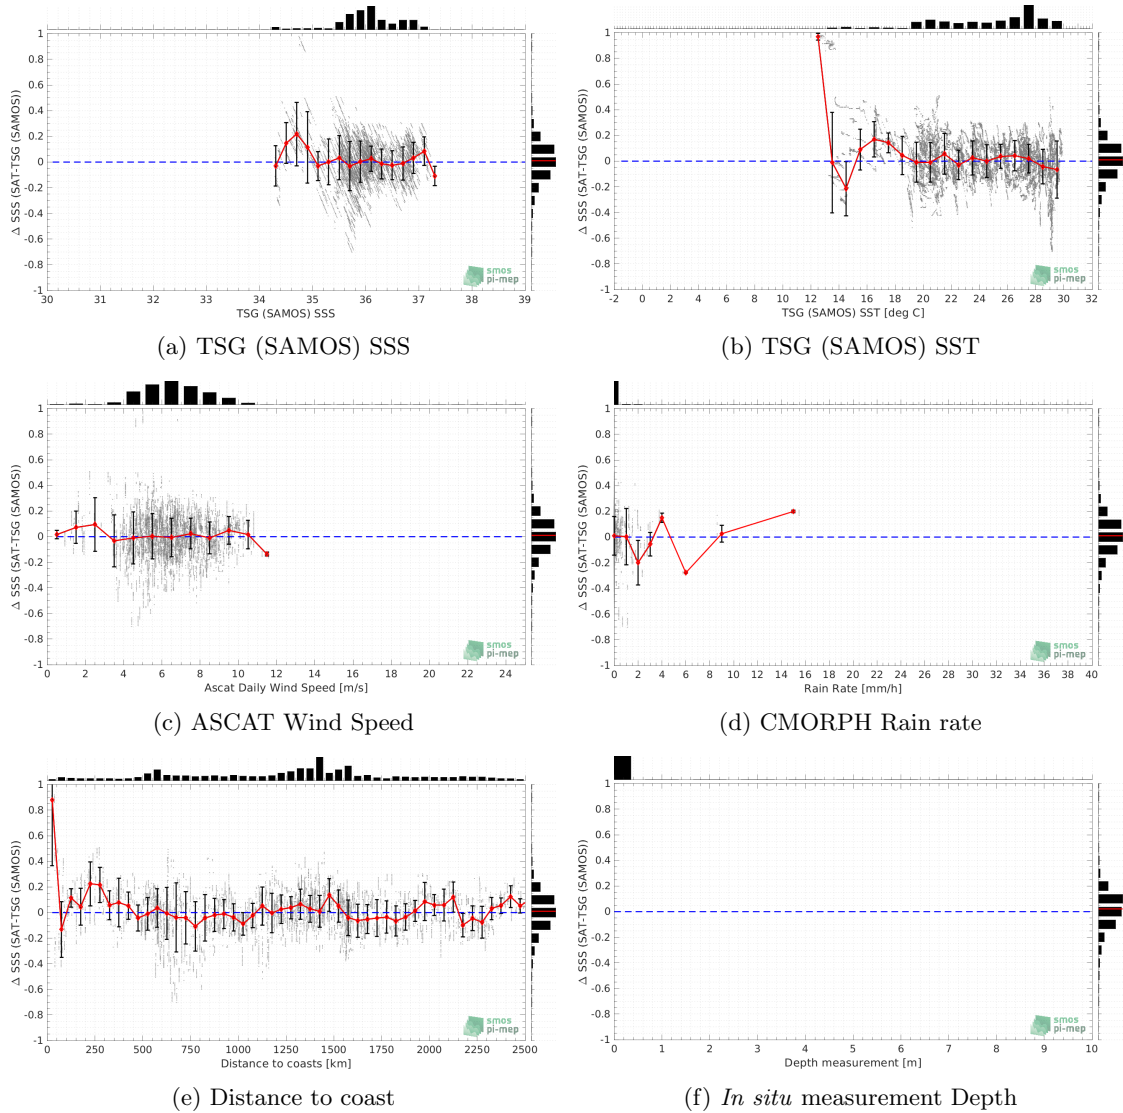 1
0.8
0.6
0.4
0.2
0
-0.2
-0.4
-0.6
-0.8
-1
Δ SSS (SAT-TSG (SAMOS))
30 31 32 33 34 35 36 37 38 39
TSG (SAMOS) SSS
smos
pi-mep
(a) TSG (SAMOS) SSS
1
0.8
0.6
0.4
0.2
0
-0.2
-0.4
-0.6
-0.8
-1
Δ SSS (SAT-TSG (SAMOS))
-2 0 2 4 6 8 10 12 14 16 18 20 22 24 26 28 30 32
TSG (SAMOS) SST [deg C]
smos
pi-mep
(b) TSG (SAMOS) SST
1
0.8
0.6
0.4
0.2
0
-0.2
-0.4
-0.6
-0.8
-1
Δ SSS (SAT-TSG (SAMOS))
0 2 4 6 8 10 12 14 16 18 20 22 24
Ascat Daily Wind Speed [m/s]
smos
pi-mep
(c) ASCAT Wind Speed
1
0.8
0.6
0.4
0.2
0
-0.2
-0.4
-0.6
-0.8
-1
Δ SSS (SAT-TSG (SAMOS))
0 2 4 6 8 10 12 14 16 18 20 22 24 26 28 30 32 34 36 38 40
Rain Rate [mm/h]
smos
pi-mep
(d) CMORPH Rain rate
1
0.8
0.6
0.4
0.2
0
-0.2
-0.4
-0.6
-0.8
-1
Δ SSS (SAT-TSG (SAMOS))
0 250 500 750 1000 1250 1500 1750 2000 2250 2500
Distance to coasts [km]
smos
pi-mep
(e) Distance to coast
1
0.8
0.6
0.4
0.2
0
-0.2
-0.4
-0.6
-0.8
-1
Δ SSS (SAT-TSG (SAMOS))
0 1 2 3 4 5 6 7 8 9 10
Depth measurement [m]
smos
pi-mep
(f) In situ measurement Depth